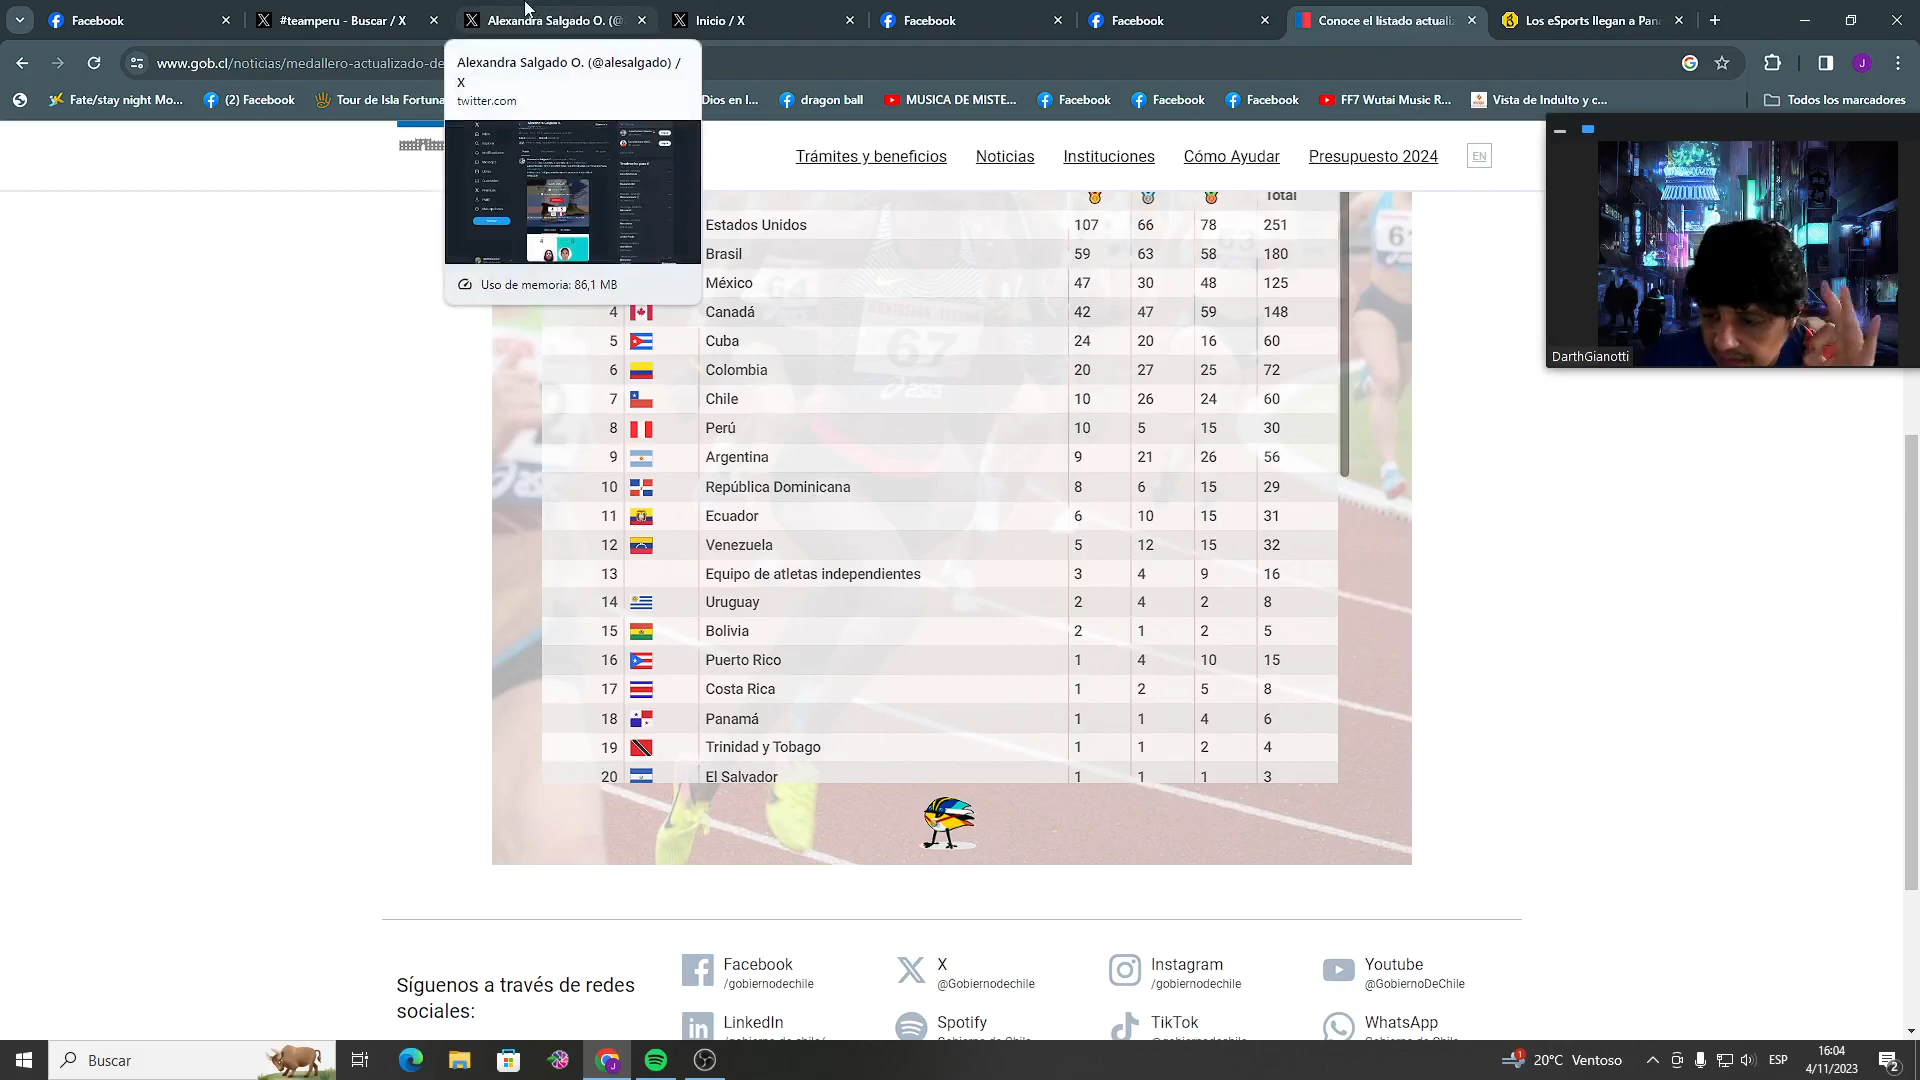 Facebook
#teamperu - Buscar / X
Alexandra Salgado O. (@
Inicio / X
Facebook
Facebook
Conoce el listado actuali
Los eSports llegan a Pan
www.gob.cl/noticias/medallero-actualizado-de
J
Fate/stay night Mo...
(2) Facebook
Tour de Isla Fortuna
Dios en l...
dragon ball
MUSICA DE MISTE...
Facebook
Facebook
Facebook
FF7 Wutai Music R...
Vista de Indulto y c...
Todos los marcadores
Alexandra Salgado O. (@alesalgado) /
X
twitter.com
Uso de memoria: 86,1 MB
Trámites y beneficios
Noticias
Instituciones
Cómo Ayudar
Presupuesto 2024
EN
DarthGianotti
Total
Estados Unidos 107 66 78 251
Brasil 59 63 58 180
México 47 30 48 125
4 Canadá 42 47 59 148
5 Cuba 24 20 16 60
6 Colombia 20 27 25 72
7 Chile 10 26 24 60
8 Perú 10 5 15 30
9 Argentina 9 21 26 56
10 República Dominicana 8 6 15 29
11 Ecuador 6 10 15 31
12 Venezuela 5 12 15 32
13 Equipo de atletas independientes 3 4 9 16
14 Uruguay 2 4 2 8
15 Bolivia 2 1 2 5
16 Puerto Rico 1 4 10 15
17 Costa Rica 1 2 5 8
18 Panamá 1 1 4 6
19 Trinidad y Tobago 1 1 2 4
20 El Salvador 1 1 1 3
64
67
asics
Síguenos a través de redes
sociales:
Facebook
/gobiernodechile
X
@Gobiernodechile
Instagram
/gobiernodechile
Youtube
@GobiernoDeChile
LinkedIn
Spotify
TikTok
WhatsApp
Buscar
20°C Ventoso
ESP
16:04
4/11/2023
2